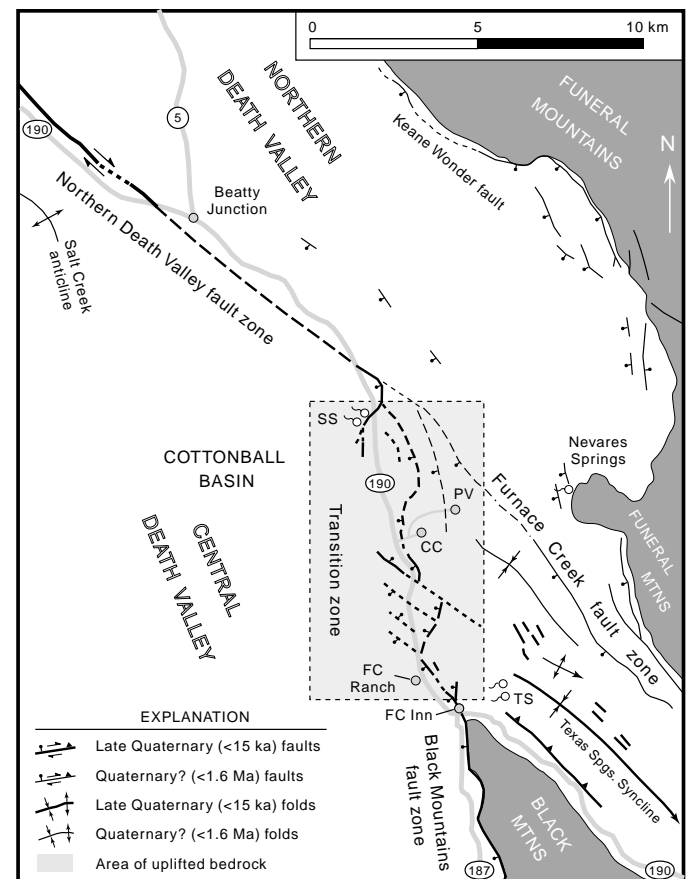 0 5 10 km
FUNERAL
MOUNTAINS
NORTHERN
DEATH VALLEY
N
5
190
Keane Wonder fault
Beatty
Junction
Northern Death Valley fault zone
Salt Creek
anticline
SS
COTTONBALL
BASIN
Nevares
Springs
190
PV
Furnace Creek fault zone
CC
Transition zone
CENTRAL
DEATH VALLEY
FUNERAL
MTNS
FC
Ranch
TS
FC Inn
Texas Spgs. Syncline
Black Mountains
fault zone
BLACK
MTNS
187
190
EXPLANATION
Late Quaternary (<15 ka) faults
Quaternary? (<1.6 Ma) faults
Late Quaternary (<15 ka) folds
Quaternary? (<1.6 Ma) folds
Area of uplifted bedrock